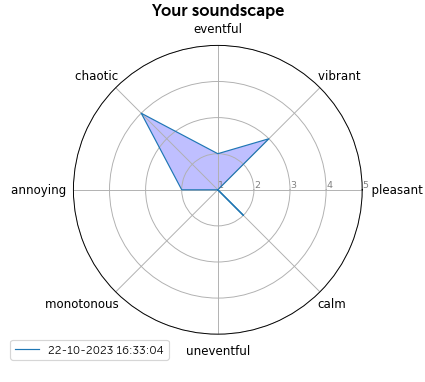 Your soundscape
eventful
chaotic
vibrant
annoying
1 2 3 4 5
pleasant
monotonous
calm
22-10-2023 16:33:04
uneventful